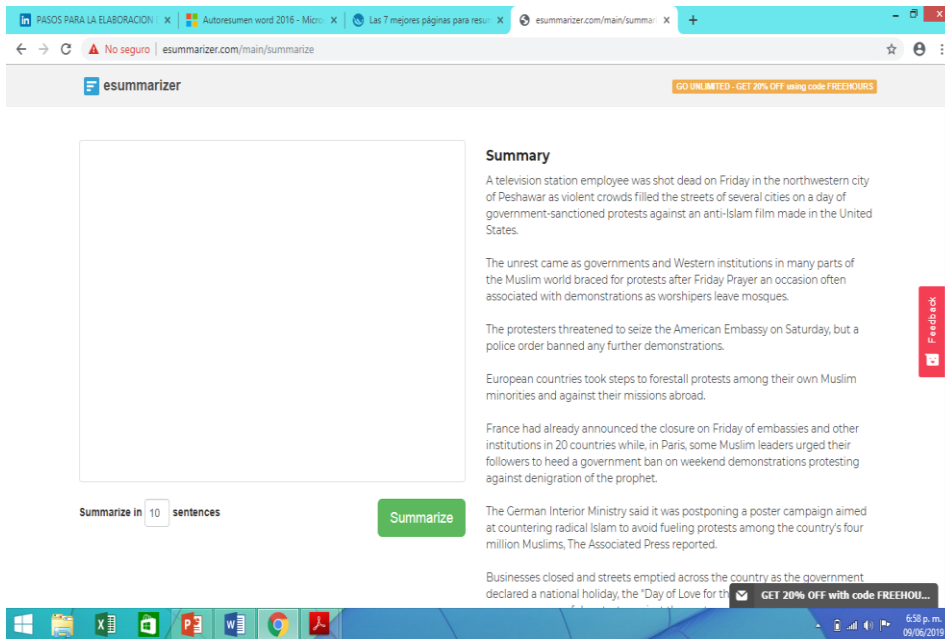 PASOS PARA LA ELABORACION
Autoresumen word 2016 - Micro
Las 7 mejores páginas para resu
esummarizer.com/main/summari
No seguro | esummarizer.com/main/summarize
esummarizer
GO UNLIMITED - GET 20% OFF using code FREEHOURS
Summary
A television station employee was shot dead on Friday in the northwestern city
of Peshawar as violent crowds filled the streets of several cities on a day of
government-sanctioned protests against an anti-Islam film made in the United
States.
The unrest came as governments and Western institutions in many parts of
the Muslim world braced for protests after Friday Prayer an occasion often
associated with demonstrations as worshipers leave mosques.
The protesters threatened to seize the American Embassy on Saturday, but a
police order banned any further demonstrations.
European countries took steps to forestall protests among their own Muslim
minorities and against their missions abroad.
France had already announced the closure on Friday of embassies and other
institutions in 20 countries while, in Paris, some Muslim leaders urged their
followers to heed a government ban on weekend demonstrations protesting
against denigration of the prophet.
The German Interior Ministry said it was postponing a poster campaign aimed
at countering radical Islam to avoid fueling protests among the country's four
million Muslims, The Associated Press reported.
Businesses closed and streets emptied across the country as the government
declared a national holiday, the "Day of Love for th
Summarize in 10 sentences
Summarize
Feedback
GET 20% OFF with code FREEHOU...
6:58 p. m.
09/06/2019